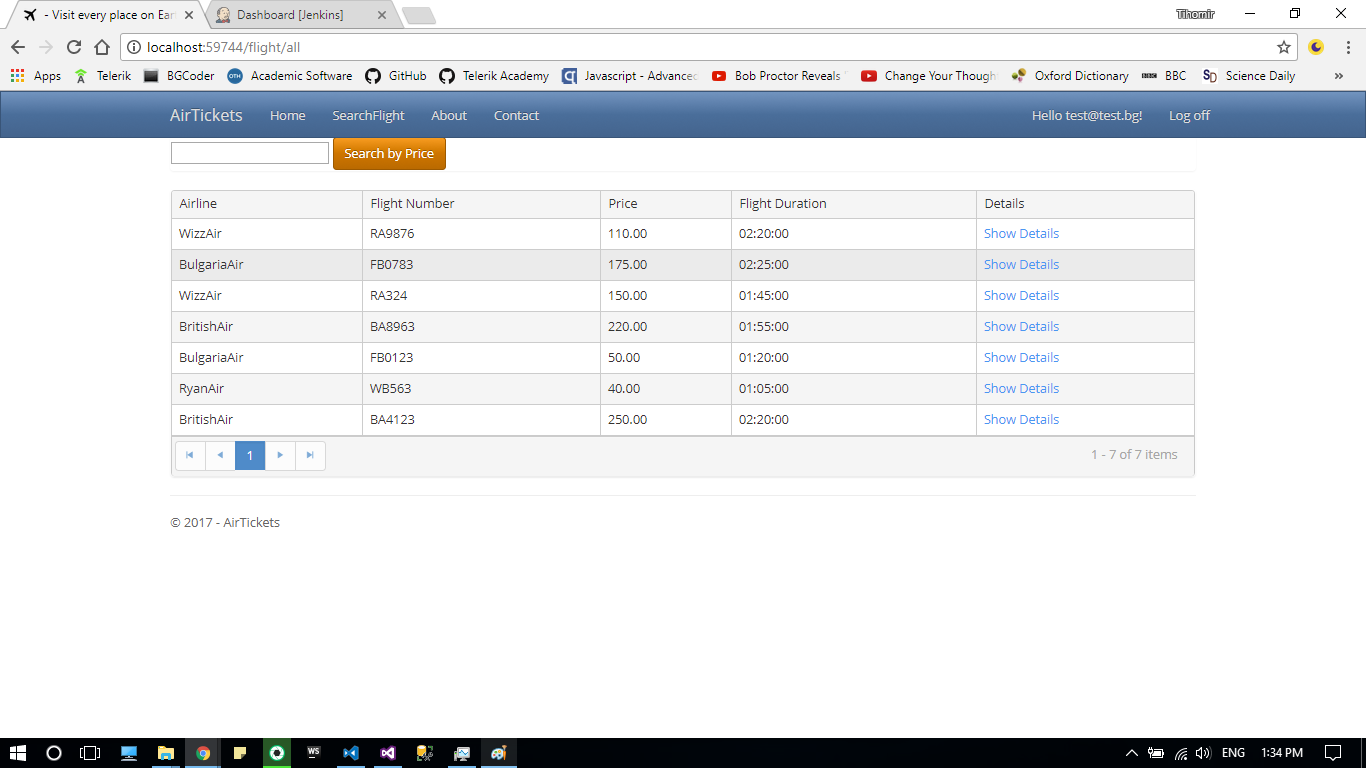 - Visit every place on Ear
Dashboard [Jenkins]
Tihomir
localhost:59744/flight/all
Apps Telerik BGCoder Academic Software GitHub Telerik Academy Javascript - Advanced Bob Proctor Reveals Change Your Though Oxford Dictionary BBC Science Daily »
AirTickets Home SearchFlight About Contact Hello test@test.bg! Log off
Search by Price
Airline Flight Number Price Flight Duration Details
WizzAir RA9876 110.00 02:20:00 Show Details
BulgariaAir FB0783 175.00 02:25:00 Show Details
WizzAir RA324 150.00 01:45:00 Show Details
BritishAir BA8963 220.00 01:55:00 Show Details
BulgariaAir FB0123 50.00 01:20:00 Show Details
RyanAir WB563 40.00 01:05:00 Show Details
BritishAir BA4123 250.00 02:20:00 Show Details
1 1 - 7 of 7 items
© 2017 - AirTickets
WS ENG 1:34 PM